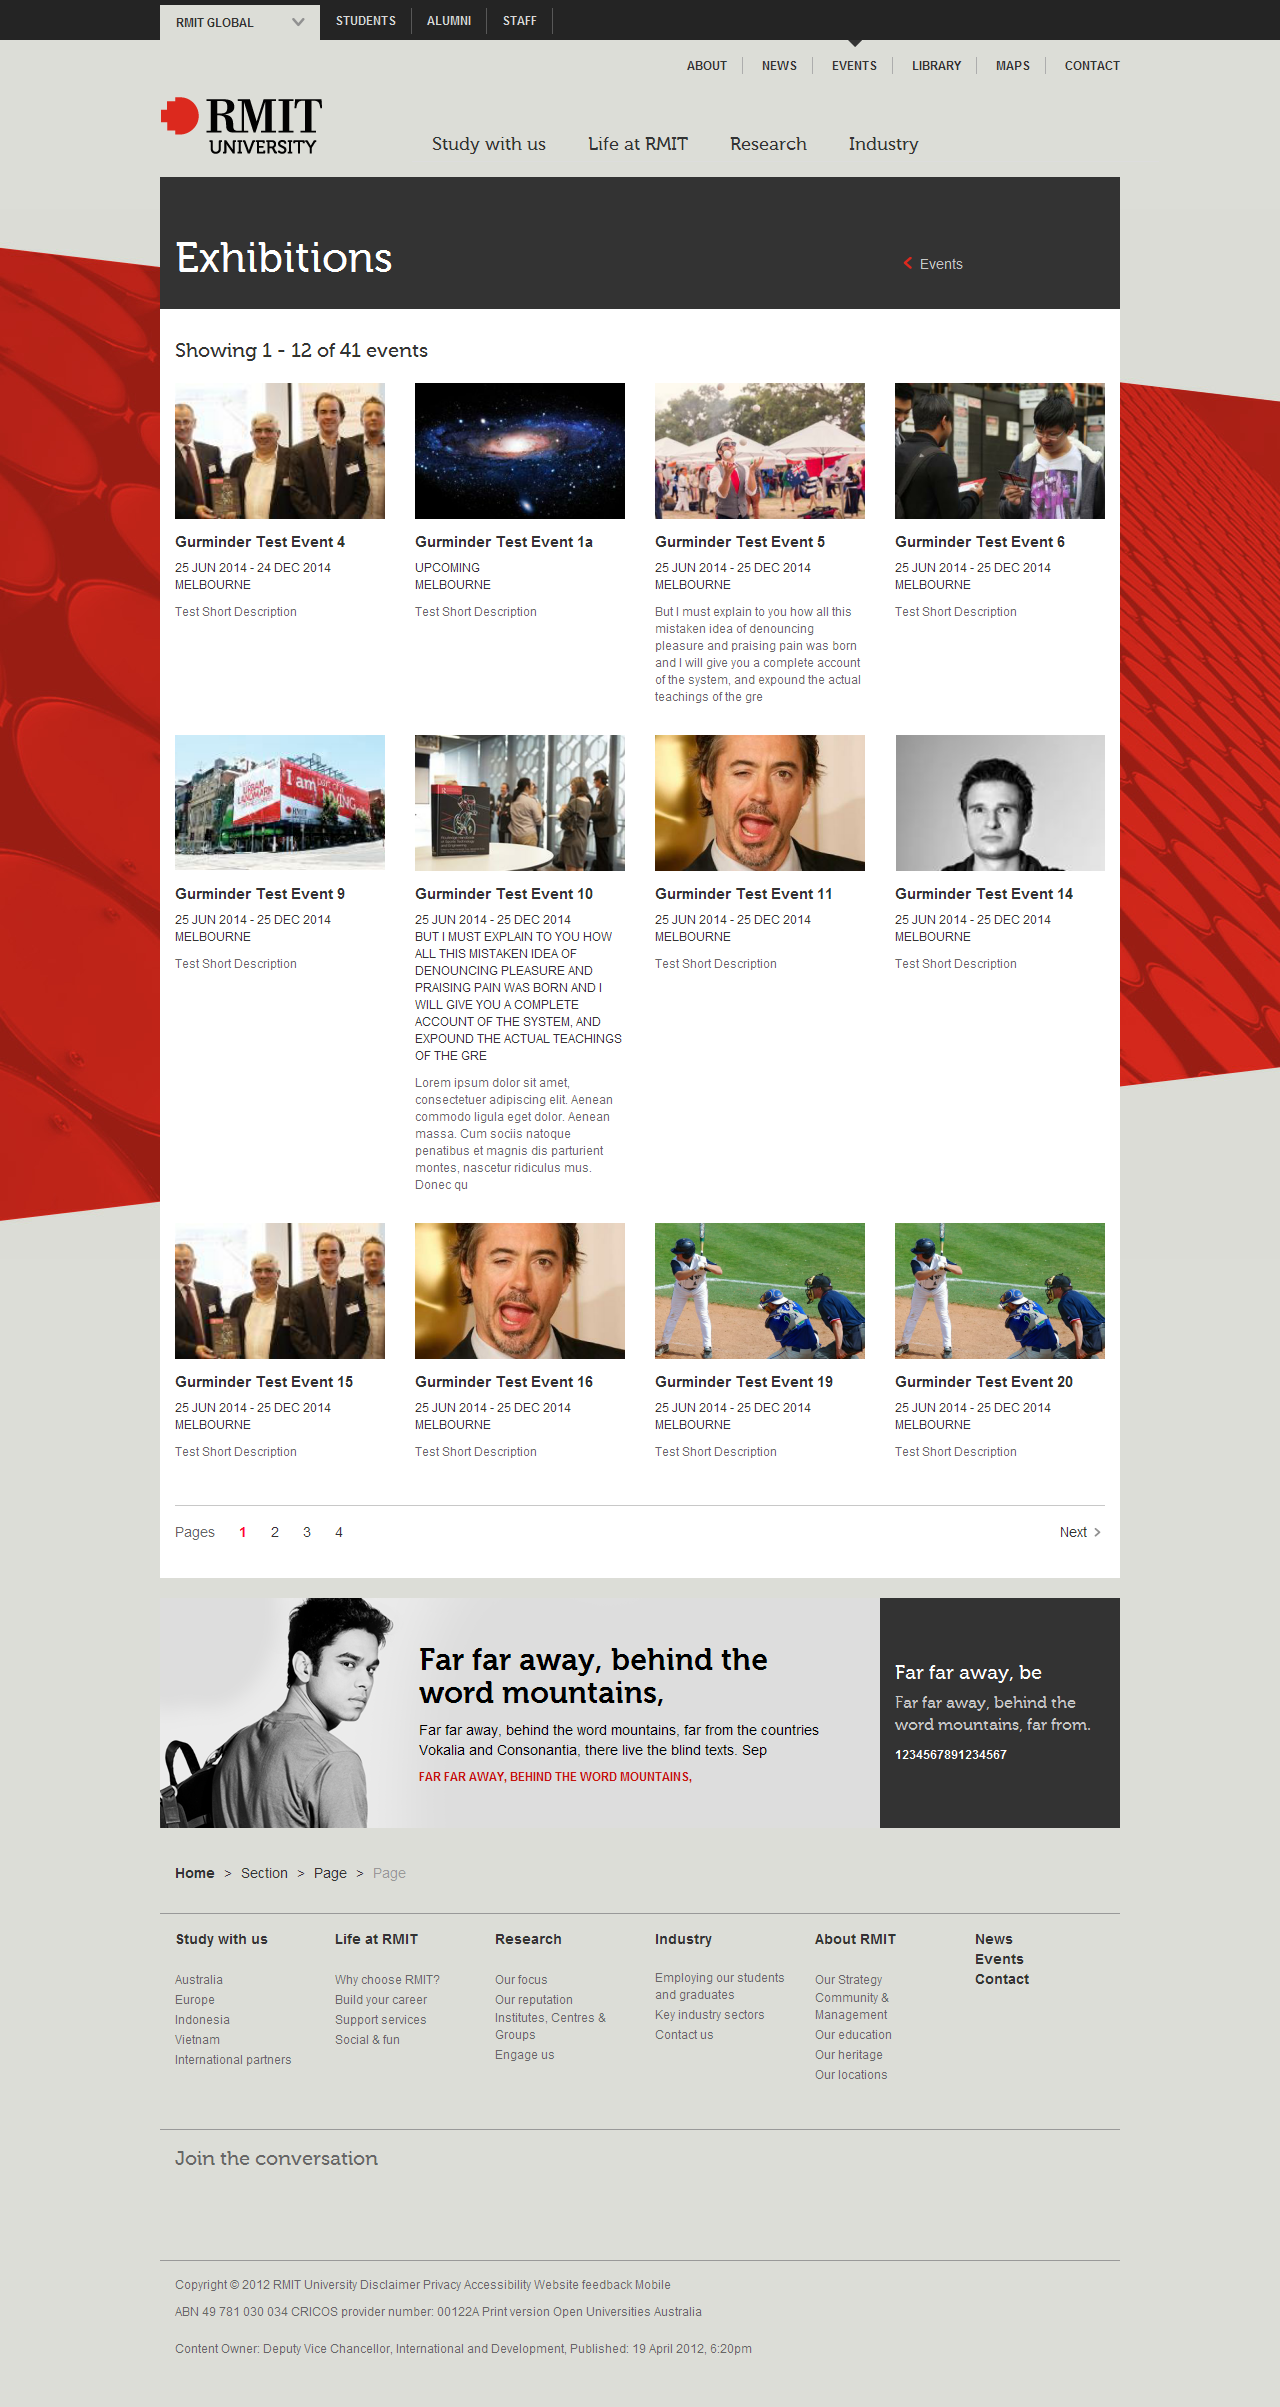 RMIT GLOBAL
STUDENTS
ALUMNI
STAFF
ABOUT
NEWS
EVENTS
LIBRARY
MAPS
CONTACT
RMIT
UNIVERSITY
Study with us
Life at RMIT
Research
Industry
Exhibitions
Events
Showing 1 - 12 of 41 events
Gurminder Test Event 4
25 JUN 2014 - 24 DEC 2014
MELBOURNE
Test Short Description
Gurminder Test Event 1a
UPCOMING
MELBOURNE
Test Short Description
Gurminder Test Event 5
25 JUN 2014 - 25 DEC 2014
MELBOURNE
But I must explain to you how all this
mistaken idea of denouncing
pleasure and praising pain was born
and I will give you a complete account
of the system, and expound the actual
teachings of the gre
Gurminder Test Event 6
25 JUN 2014 - 25 DEC 2014
MELBOURNE
Test Short Description
URBAN
LANDMARK
I am part of a
LIVING
RMIT
Gurminder Test Event 9
25 JUN 2014 - 25 DEC 2014
MELBOURNE
Test Short Description
Gurminder Test Event 10
25 JUN 2014 - 25 DEC 2014
BUT I MUST EXPLAIN TO YOU HOW
ALL THIS MISTAKEN IDEA OF
DENOUNCING PLEASURE AND
PRAISING PAIN WAS BORN AND I
WILL GIVE YOU A COMPLETE
ACCOUNT OF THE SYSTEM, AND
EXPOUND THE ACTUAL TEACHINGS
OF THE GRE
Lorem ipsum dolor sit amet,
consectetuer adipiscing elit. Aenean
commodo ligula eget dolor. Aenean
massa. Cum sociis natoque
penatibus et magnis dis parturient
montes, nascetur ridiculus mus.
Donec qu
Gurminder Test Event 11
25 JUN 2014 - 25 DEC 2014
MELBOURNE
Test Short Description
Gurminder Test Event 14
25 JUN 2014 - 25 DEC 2014
MELBOURNE
Test Short Description
Gurminder Test Event 15
25 JUN 2014 - 25 DEC 2014
MELBOURNE
Test Short Description
Gurminder Test Event 16
25 JUN 2014 - 25 DEC 2014
MELBOURNE
Test Short Description
Gurminder Test Event 19
25 JUN 2014 - 25 DEC 2014
MELBOURNE
Test Short Description
Gurminder Test Event 20
25 JUN 2014 - 25 DEC 2014
MELBOURNE
Test Short Description
Pages 1 2 3 4
Next
Far far away, behind the
word mountains,
Far far away, behind the word mountains, far from the countries
Vokalia and Consonantia, there live the blind texts. Sep
FAR FAR AWAY, BEHIND THE WORD MOUNTAINS,
Far far away, be
Far far away, behind the
word mountains, far from.
1234567891234567
Home > Section > Page > Page
Study with us
Australia
Europe
Indonesia
Vietnam
International partners
Life at RMIT
Why choose RMIT?
Build your career
Support services
Social & fun
Research
Our focus
Our reputation
Institutes, Centres &
Groups
Engage us
Industry
Employing our students
and graduates
Key industry sectors
Contact us
About RMIT
Our Strategy
Community &
Management
Our education
Our heritage
Our locations
News
Events
Contact
Join the conversation
Copyright © 2012 RMIT University Disclaimer Privacy Accessibility Website feedback Mobile
ABN 49 781 030 034 CRICOS provider number: 00122A Print version Open Universities Australia
Content Owner: Deputy Vice Chancellor, International and Development, Published: 19 April 2012, 6:20pm